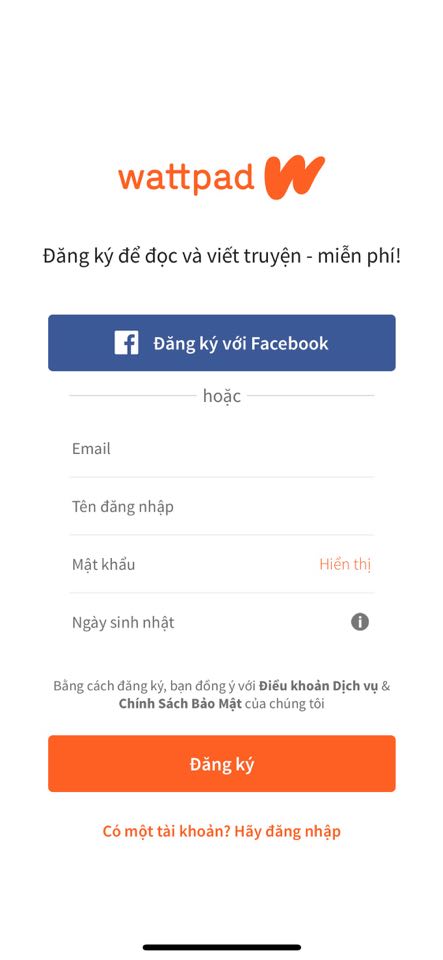 wattpad
Đăng ký để đọc và viết truyện - miễn phí!
Đăng ký với Facebook
hoặc
Email
Tên đăng nhập
Mật khẩu Hiển thị
Ngày sinh nhật
Bằng cách đăng ký, bạn đồng ý với Điều khoản Dịch vụ &
Chính Sách Bảo Mật của chúng tôi
Đăng ký
Có một tài khoản? Hãy đăng nhập